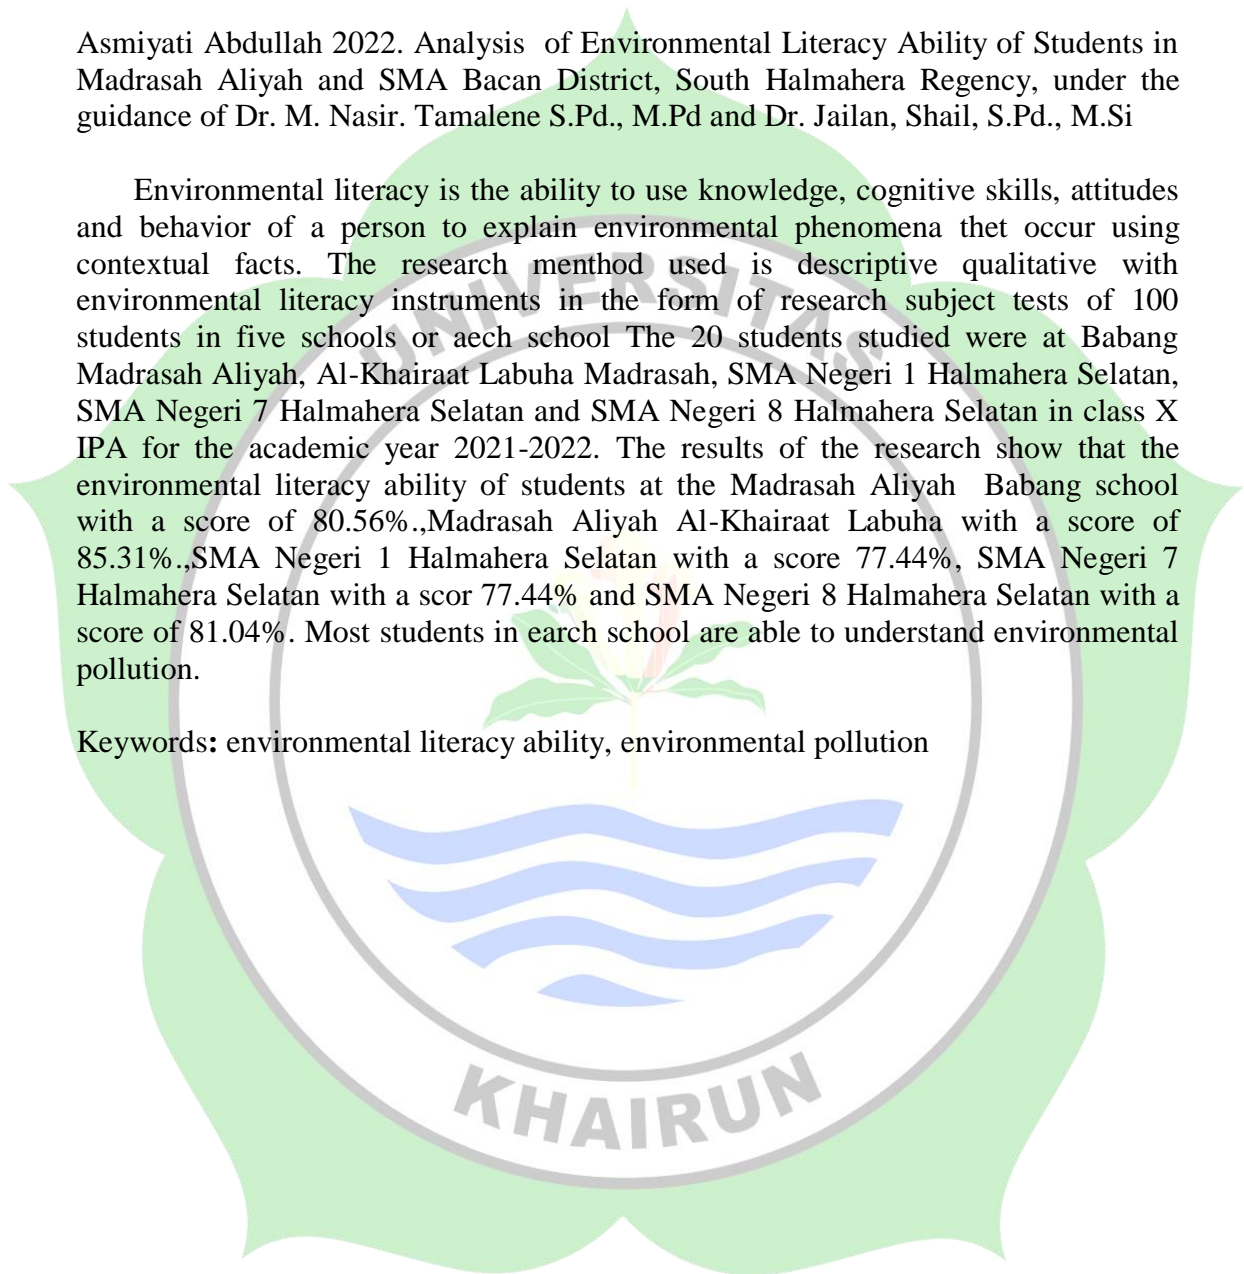 Asmiyati Abdullah 2022. Analysis of Environmental Literacy Ability of Students in
Madrasah Aliyah and SMA Bacan District, South Halmahera Regency, under the
guidance of Dr. M. Nasir. Tamalene S.Pd., M.Pd and Dr. Jailan, Shail, S.Pd., M.Si
Environmental literacy is the ability to use knowledge, cognitive skills, attitudes
and behavior of a person to explain environmental phenomena thet occur using
contextual facts. The research menthod used is descriptive qualitative with
environmental literacy instruments in the form of research subject tests of 100
students in five schools or aech school The 20 students studied were at Babang
Madrasah Aliyah, Al-Khairaat Labuha Madrasah, SMA Negeri 1 Halmahera Selatan,
SMA Negeri 7 Halmahera Selatan and SMA Negeri 8 Halmahera Selatan in class X
IPA for the academic year 2021-2022. The results of the research show that the
environmental literacy ability of students at the Madrasah Aliyah Babang school
with a score of 80.56%.,Madrasah Aliyah Al-Khairaat Labuha with a score of
85.31%.,SMA Negeri 1 Halmahera Selatan with a score 77.44%, SMA Negeri 7
Halmahera Selatan with a scor 77.44% and SMA Negeri 8 Halmahera Selatan with a
score of 81.04%. Most students in earch school are able to understand environmental
pollution.
Keywords: environmental literacy ability, environmental pollution
UNIVERSITAS
KHAIRUN